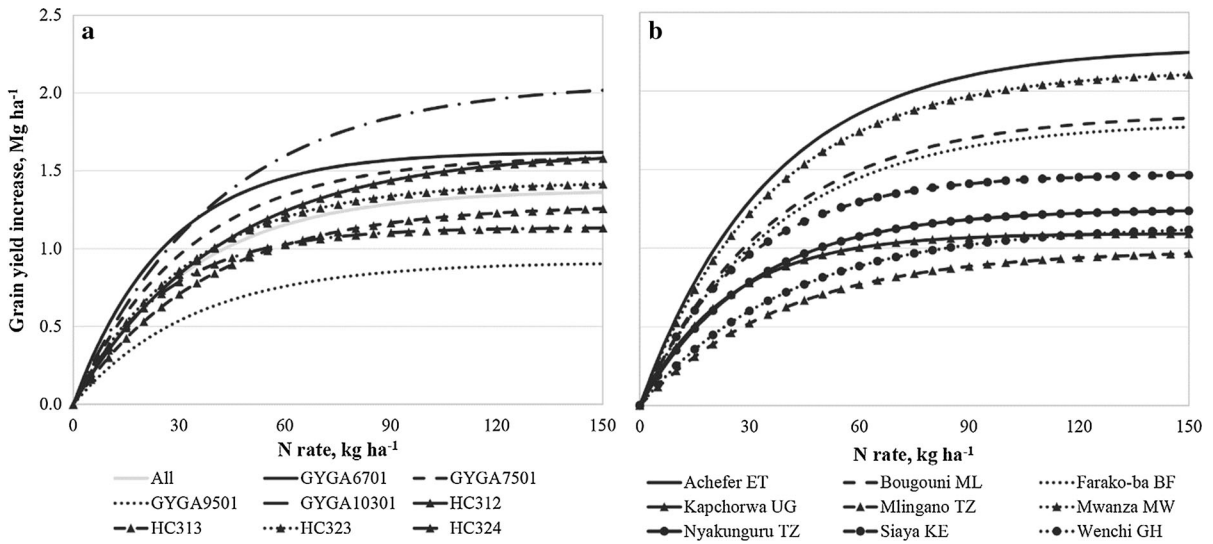 a
b
2.5
2.0
1.5
1.0
0.5
0.0
Grain yield increase, Mg ha-1
0 30 60 90 120 150
0 30 60 90 120 150
N rate, kg ha-1
N rate, kg ha-1
All GYGA6701 GYGA7501
GYGA9501 GYGA10301 HC312
HC313 HC323 HC324
Achefer ET Bougouni ML Farako-ba BF
Kapchorwa UG Mlingano TZ Mwanza MW
Nyakunguru TZ Siaya KE Wenchi GH